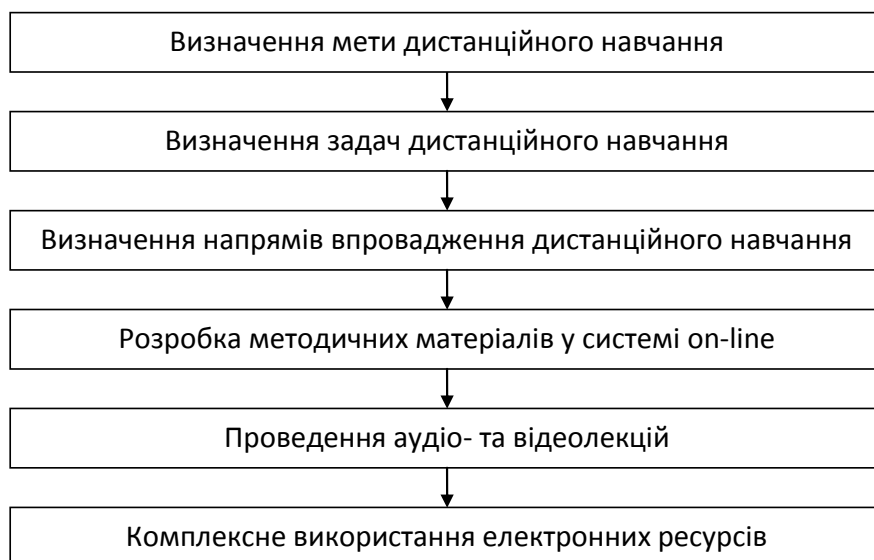 Визначення мети дистанційного навчання
Визначення задач дистанційного навчання
Визначення напрямів впровадження дистанційного навчання
Розробка методичних матеріалів у системі on-line
Проведення аудіо- та відеолекцій
Комплексне використання електронних ресурсів